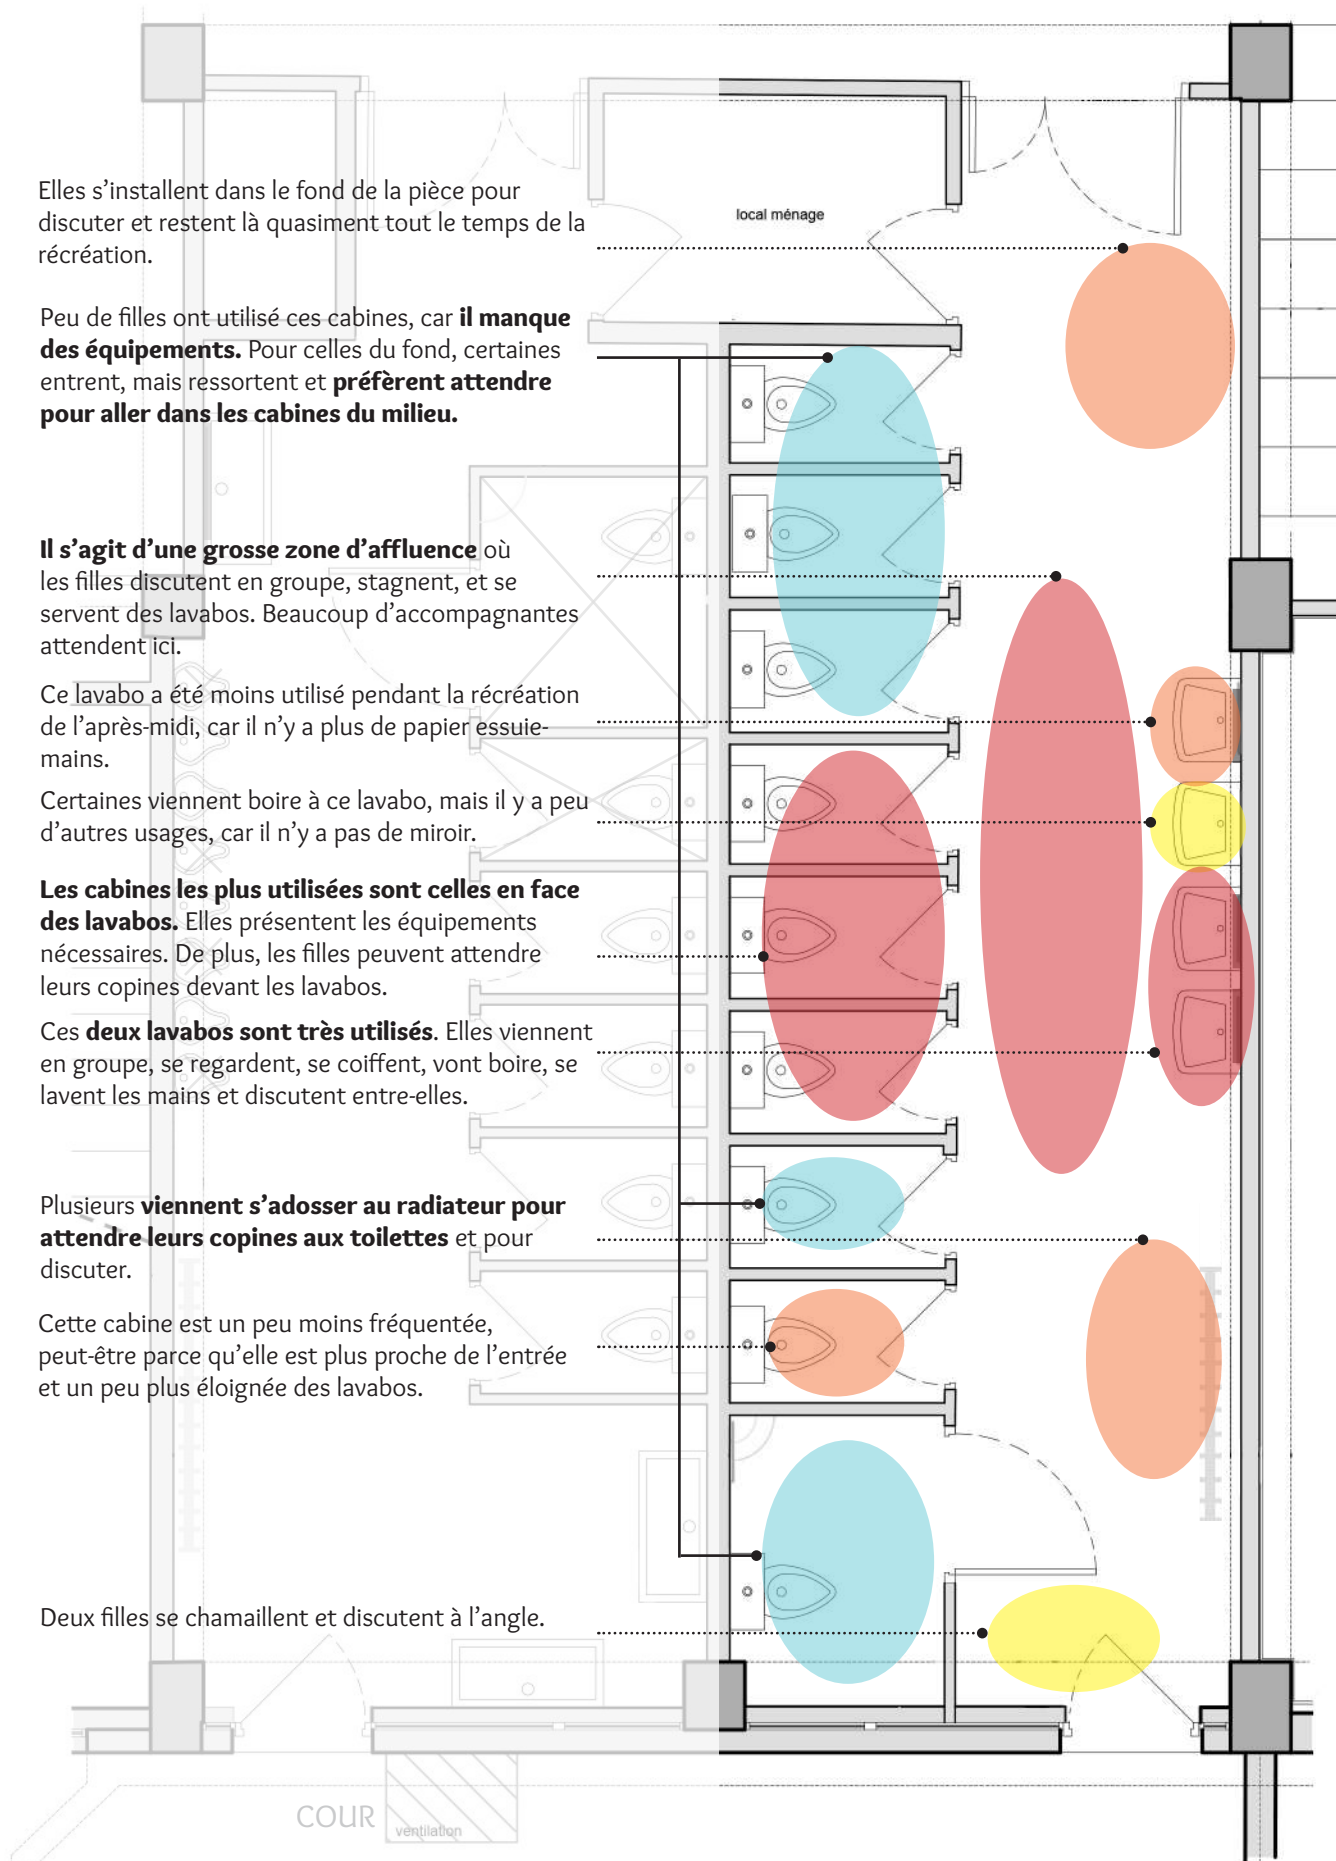 Elles s’installent dans le fond de la pièce pour
discuter et restent là quasiment tout le temps de la
récréation.
local ménage
Peu de filles ont utilisé ces cabines, car il manque
des équipements. Pour celles du fond, certaines
entrent, mais ressortent et préfèrent attendre
pour aller dans les cabines du milieu.
Il s’agit d’une grosse zone d’affluence où
les filles discutent en groupe, stagnent, et se
servent des lavabos. Beaucoup d’accompagnantes
attendent ici.
Ce lavabo a été moins utilisé pendant la récréation
de l’après-midi, car il n’y a plus de papier essuie-
mains.
Certaines viennent boire à ce lavabo, mais il y a peu
d’autres usages, car il n’y a pas de miroir.
Les cabines les plus utilisées sont celles en face
des lavabos. Elles présentent les équipements
nécessaires. De plus, les filles peuvent attendre
leurs copines devant les lavabos.
Ces deux lavabos sont très utilisés. Elles viennent
en groupe, se regardent, se coiffent, vont boire, se
lavent les mains et discutent entre-elles.
Plusieurs viennent s’adosser au radiateur pour
attendre leurs copines aux toilettes et pour
discuter.
Cette cabine est un peu moins fréquentée,
peut-être parce qu’elle est plus proche de l’entrée
et un peu plus éloignée des lavabos.
Deux filles se chamaillent et discutent à l’angle.
COUR
ventilation